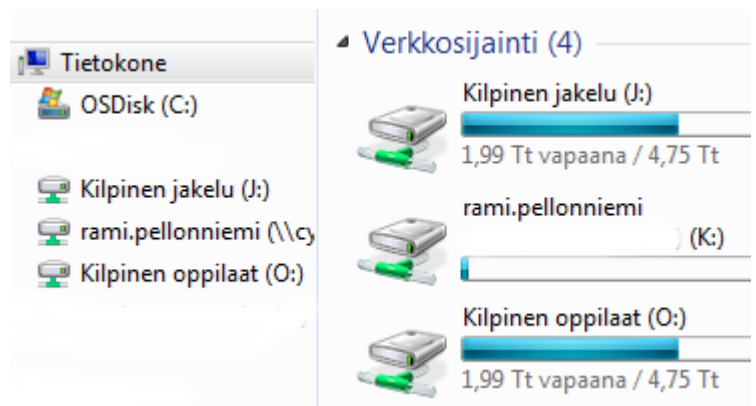 Tietokone
OSDisk (C:)
Kilpinen jakelu (J:)
rami.pellonniemi (\\cy
Kilpinen oppilaat (O:)
Verkkosijainti (4)
Kilpinen jakelu (J:)
1,99 Tt vapaana / 4,75 Tt
rami.pellonniemi
(K:)
Kilpinen oppilaat (O:)
1,99 Tt vapaana / 4,75 Tt